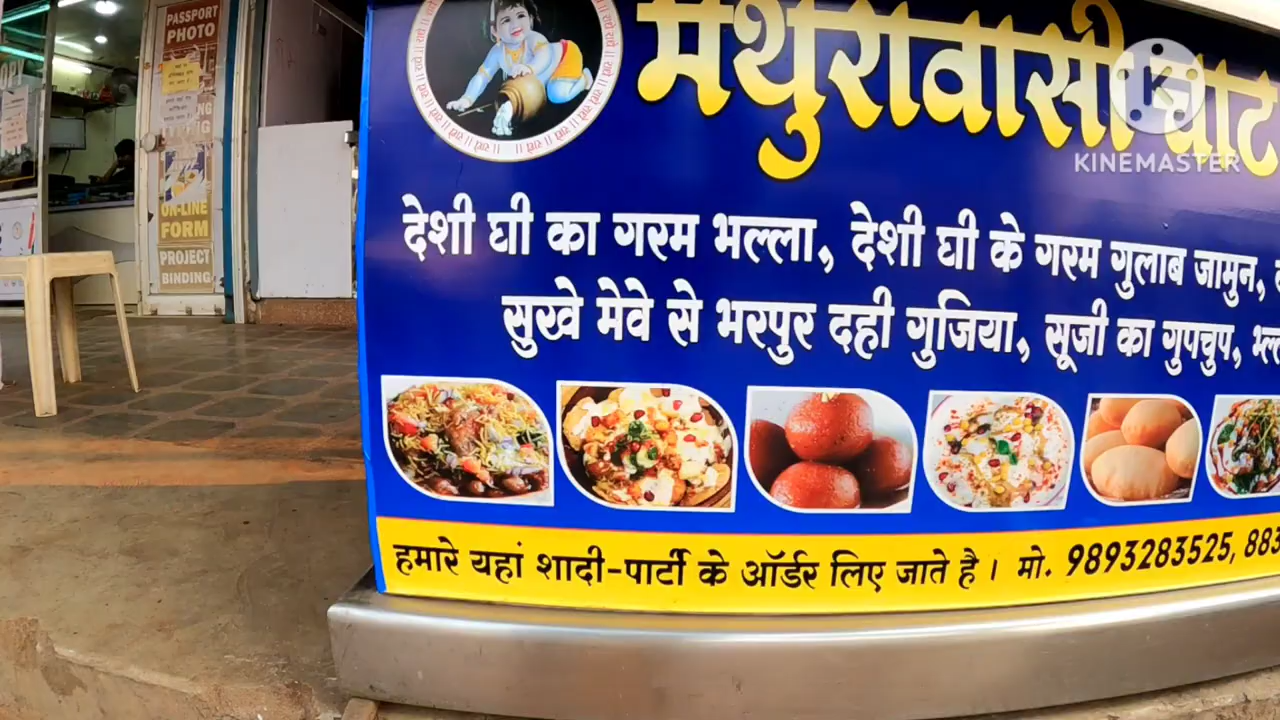 PASSPORT
PHOTO
ON-LINE
FORM
PROJECT
BINDING
मथुरावासी चाट
KINEMASTER
देशी घी का गरम भल्ला, देशी घी के गरम गुलाब जामुन,
सुखे मेवे से भरपुर दही गुजिया, सूजी का गुपचुप,
हमारे यहां शादी-पार्टी के ऑर्डर लिए जाते है । मो. 9893283525, 883